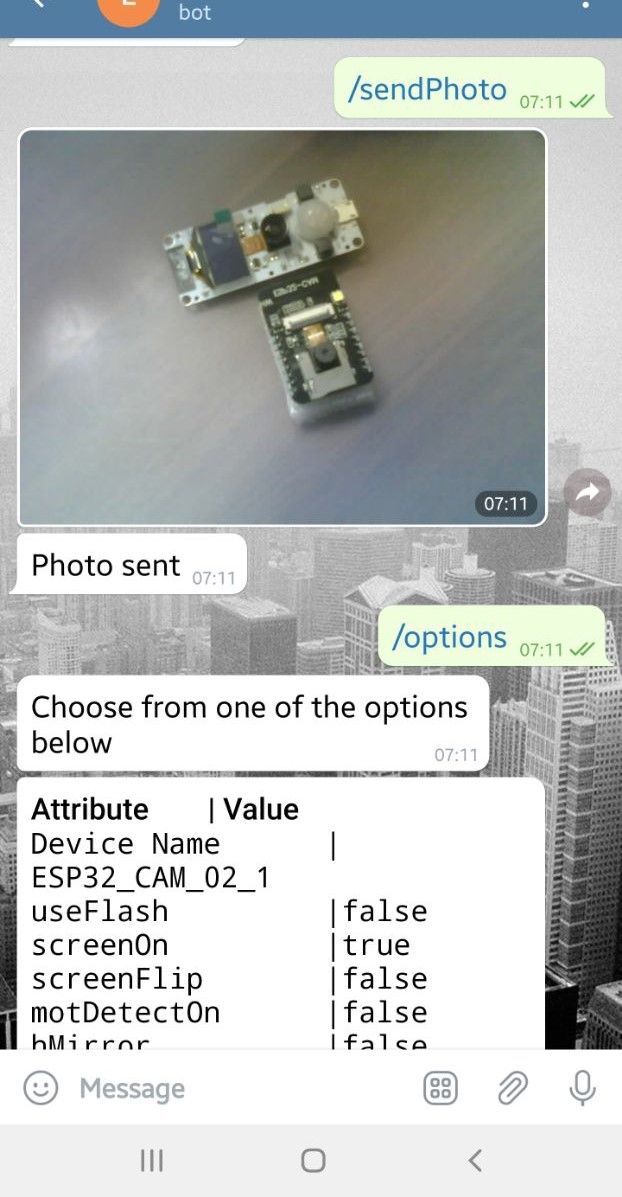 bot
/sendPhoto 07:11
07:11
Photo sent 07:11
/options 07:11
Choose from one of the options
below 07:11
Attribute | Value
Device Name |
ESP32_CAM_02_1
useFlash |false
screenOn |true
screenFlip |false
motDetectOn |false
hMirror |false
Message